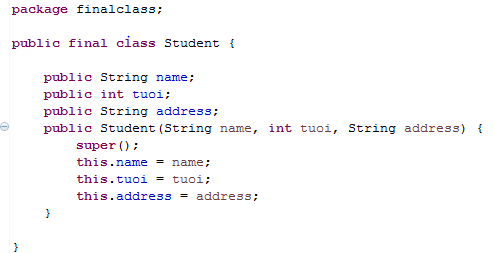 package finalclass;
public final class Student {
public String name;
public int tuoi;
public String address;
public Student(String name, int tuoi, String address) {
super();
this.name = name;
this.tuoi = tuoi;
this.address = address;
}
}